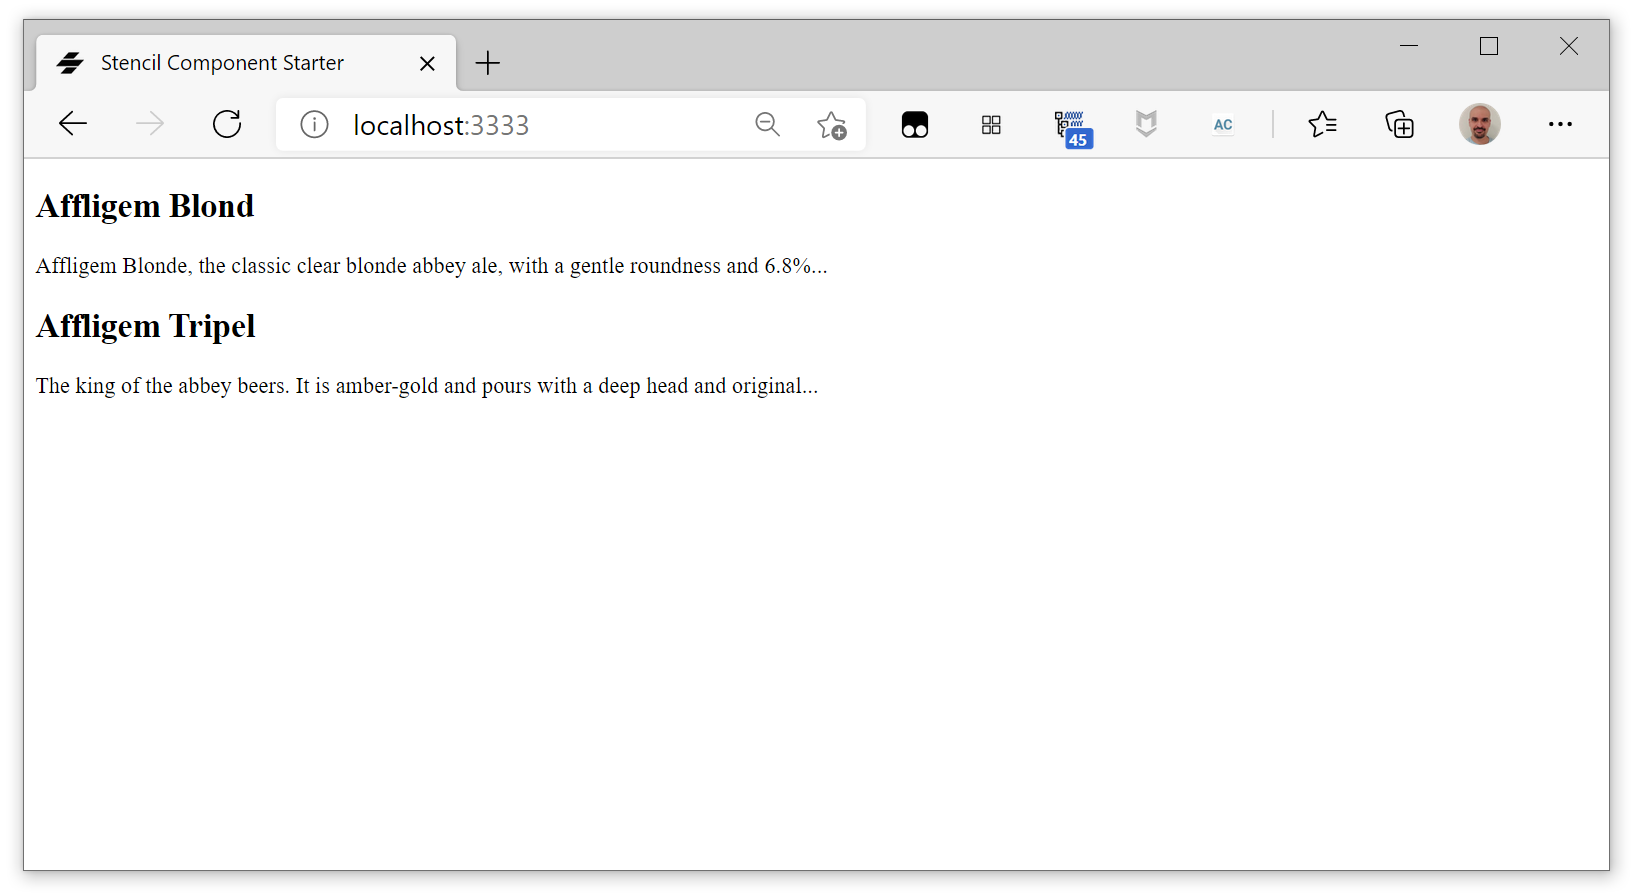 Stencil Component Starter
localhost:3333
45
AC
Affligem Blond
Affligem Blonde, the classic clear blonde abbey ale, with a gentle roundness and 6.8%...
Affligem Tripel
The king of the abbey beers. It is amber-gold and pours with a deep head and original...